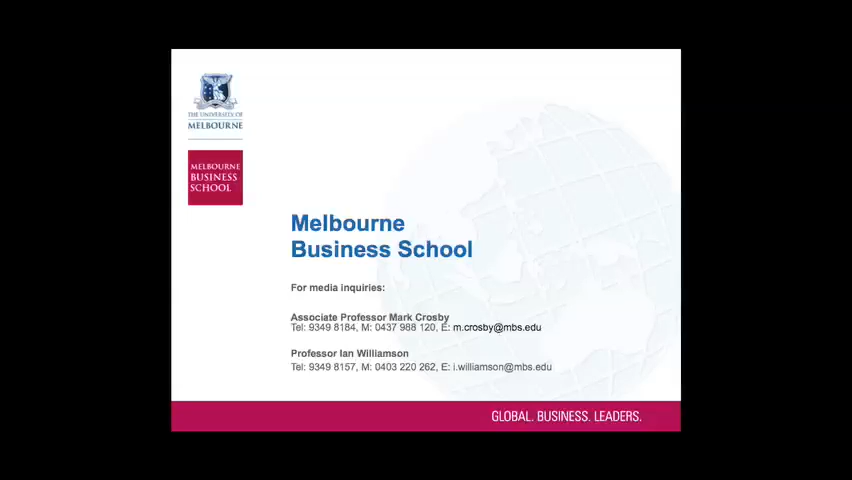 THE UNIVERSITY OF
MELBOURNE
MELBOURNE
BUSINESS
SCHOOL
Melbourne
Business School
For media inquiries:
Associate Professor Mark Crosby
Tel: 9349 8184, M: 0437 988 120, E: m.crosby@mbs.edu
Professor Ian Williamson
Tel: 9349 8157, M: 0403 220 262, E: i.williamson@mbs.edu
GLOBAL. BUSINESS. LEADERS.